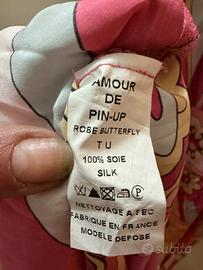 AMOUR
DE
PIN-UP
ROBE BUTTERFLY
T U
100% SOIE
SILK
NETTOYAGE A SEC
FABRIQUE EN FRANCE
MODELE DEPOSE
subito